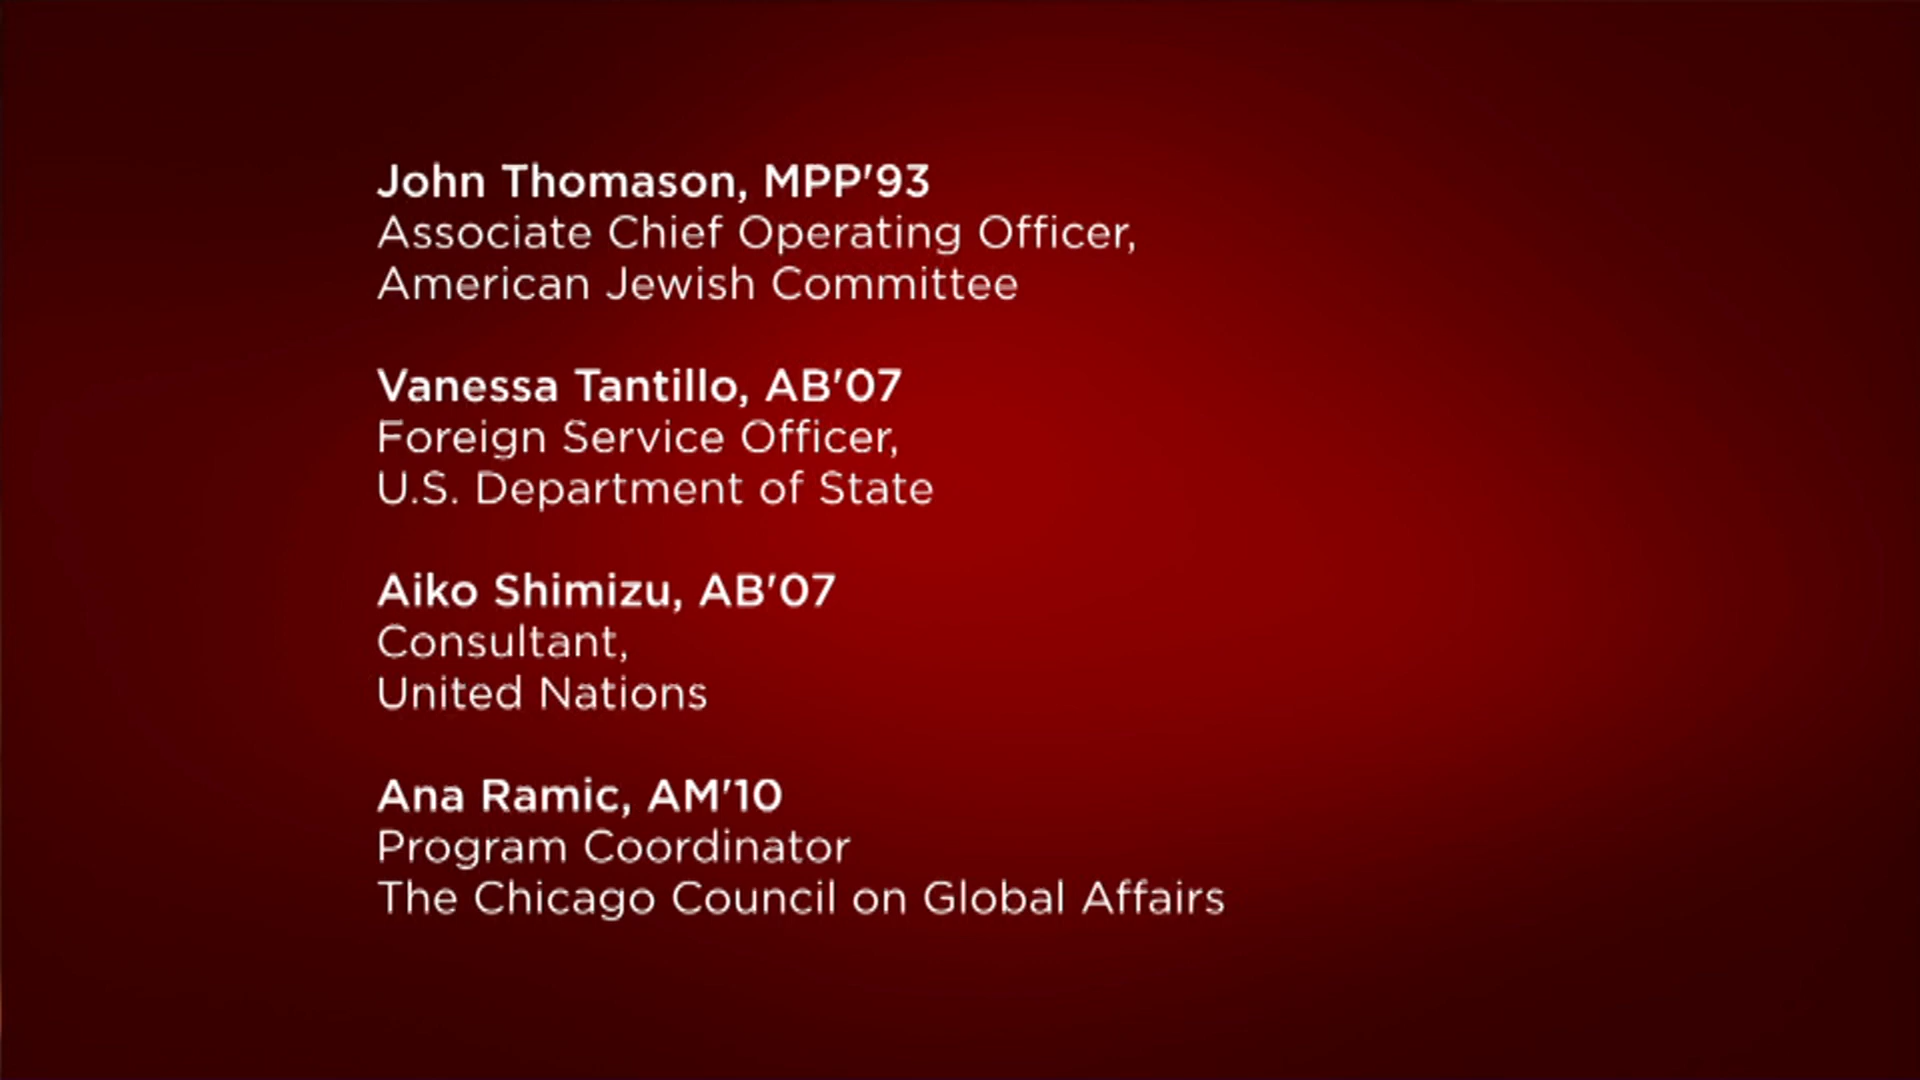 John Thomason, MPP'93
Associate Chief Operating Officer,
American Jewish Committee
Vanessa Tantillo, AB'07
Foreign Service Officer,
U.S. Department of State
Aiko Shimizu, AB'07
Consultant,
United Nations
Ana Ramic, AM'10
Program Coordinator
The Chicago Council on Global Affairs